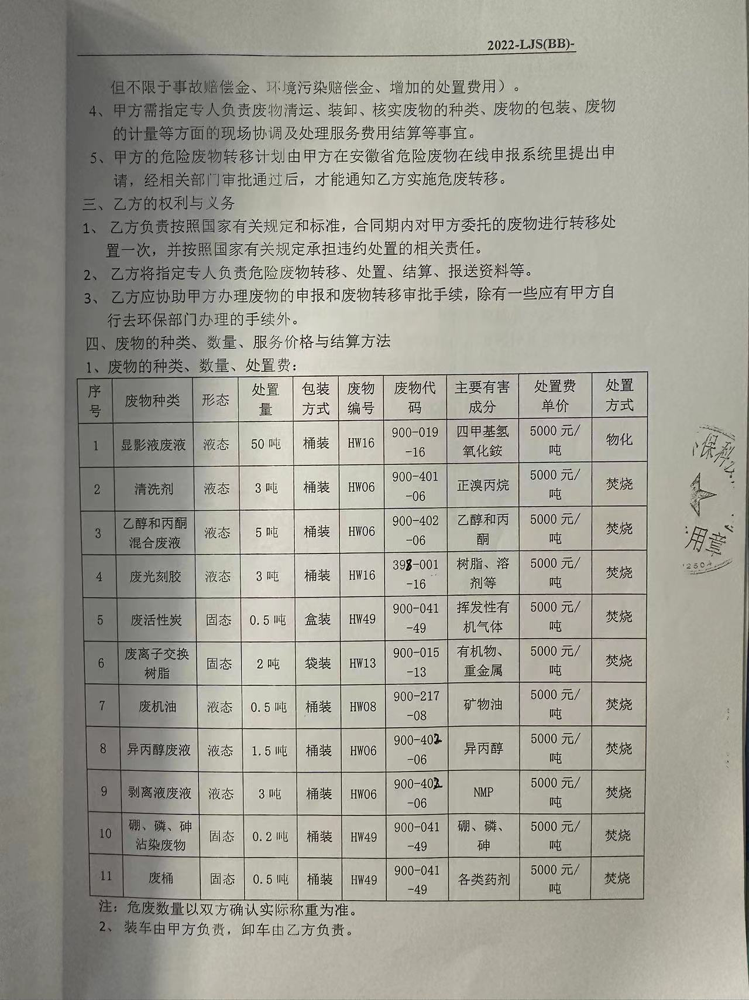 2022-LJS(BB)-
但不限于事故赔偿金、环境污染赔偿金、增加的处置费用）。
4、甲方需指定专人负责废物清运、装卸、核实废物的种类、废物的包装、废物
的计量等方面的现场协调及处理服务费用结算等事宜。
5、甲方的危险废物转移计划由甲方在安徽省危险废物在线申报系统里提出申
请，经相关部门审批通过后，才能通知乙方实施危废转移。
三、乙方的权利与义务
1、 乙方负责按照国家有关规定和标准，合同期内对甲方委托的废物进行转移处
置一次，并按照国家有关规定承担违约处置的相关责任。
2、 乙方将指定专人负责危险废物转移、处置、结算、报送资料等。
3、 乙方应协助甲方办理废物的申报和废物转移审批手续，除有一些应有甲方自
行去环保部门办理的手续外。
四、废物的种类、数量、服务价格与结算方法
1、废物的种类、数量、处置费：
序号 废物种类 形态 处置量 包装方式 废物编号 废物代码 主要有害成分 处置费单价 处置方式
1 显影液废液 液态 50 吨 桶装 HW16 900-019-16 四甲基氢氧化铵 5000 元/吨 物化
2 清洗剂 液态 3 吨 桶装 HW06 900-401-06 正溴丙烷 5000 元/吨 焚烧
3 乙醇和丙酮混合废液 液态 5 吨 桶装 HW06 900-402-06 乙醇和丙酮 5000 元/吨 焚烧
4 废光刻胶 液态 3 吨 桶装 HW16 398-001-16 树脂、溶剂等 5000 元/吨 焚烧
5 废活性炭 固态 0.5 吨 盒装 HW49 900-041-49 挥发性有机气体 5000 元/吨 焚烧
6 废离子交换树脂 固态 2 吨 袋装 HW13 900-015-13 有机物、重金属 5000 元/吨 焚烧
7 废机油 液态 0.5 吨 桶装 HW08 900-217-08 矿物油 5000 元/吨 焚烧
8 异丙醇废液 液态 1.5 吨 桶装 HW06 900-402-06 异丙醇 5000 元/吨 焚烧
9 剥离液废液 液态 3 吨 桶装 HW06 900-402-06 NMP 5000 元/吨 焚烧
10 硼、磷、砷沾染废物 固态 0.2 吨 桶装 HW49 900-041-49 硼、磷、砷 5000 元/吨 焚烧
11 废桶 固态 0.5 吨 桶装 HW49 900-041-49 各类药剂 5000 元/吨 焚烧
注：危废数量以双方确认实际称重为准。
2、 装车由甲方负责，卸车由乙方负责。
保科
用章